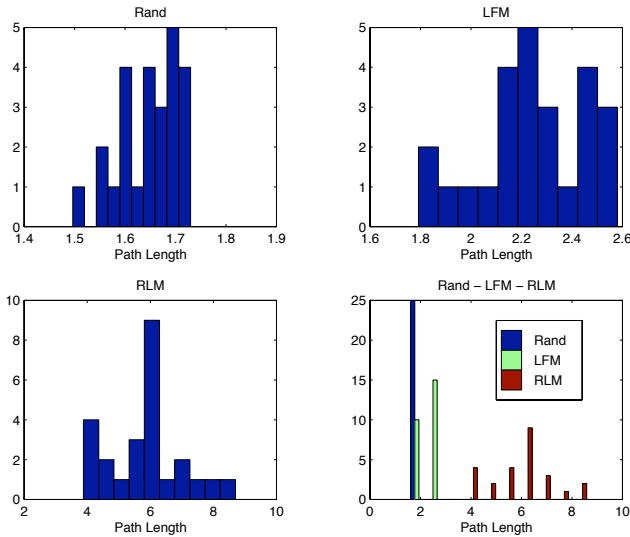 Rand
5
4
3
2
1
0
1.4 1.5 1.6 1.7 1.8 1.9
Path Length
LFM
5
4
3
2
1
0
1.6 1.8 2 2.2 2.4 2.6
Path Length
RLM
10
8
6
4
2
0
2 4 6 8 10
Path Length
Rand − LFM − RLM
25
20
15
10
5
0
0 2 4 6 8 10
Path Length
Rand
LFM
RLM